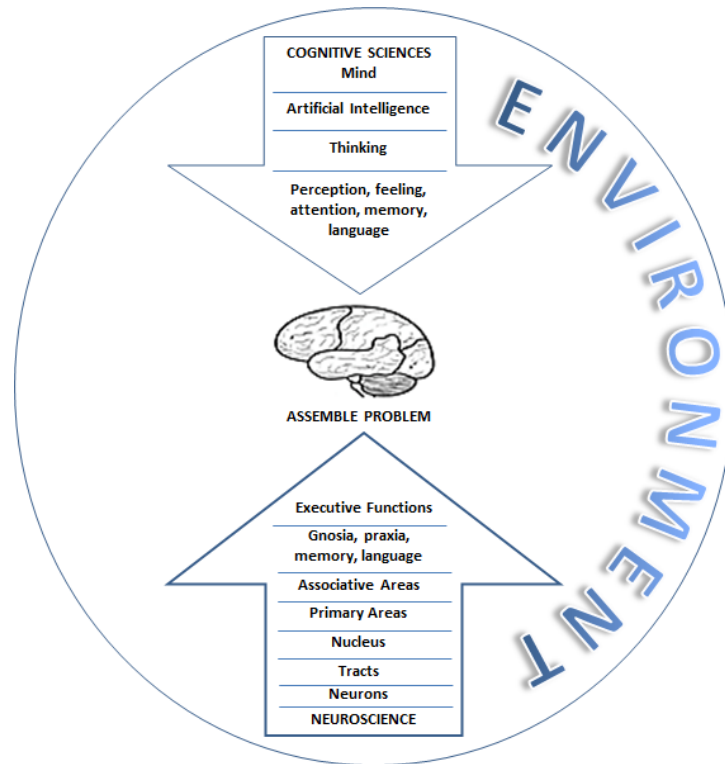 COGNITIVE SCIENCES
Mind
Artificial Intelligence
Thinking
Perception, feeling,
attention, memory,
language
ENVIRONMENT
ASSEMBLE PROBLEM
Executive Functions
Gnosia, praxia,
memory, language
Associative Areas
Primary Areas
Nucleus
Tracts
Neurons
NEUROSCIENCE